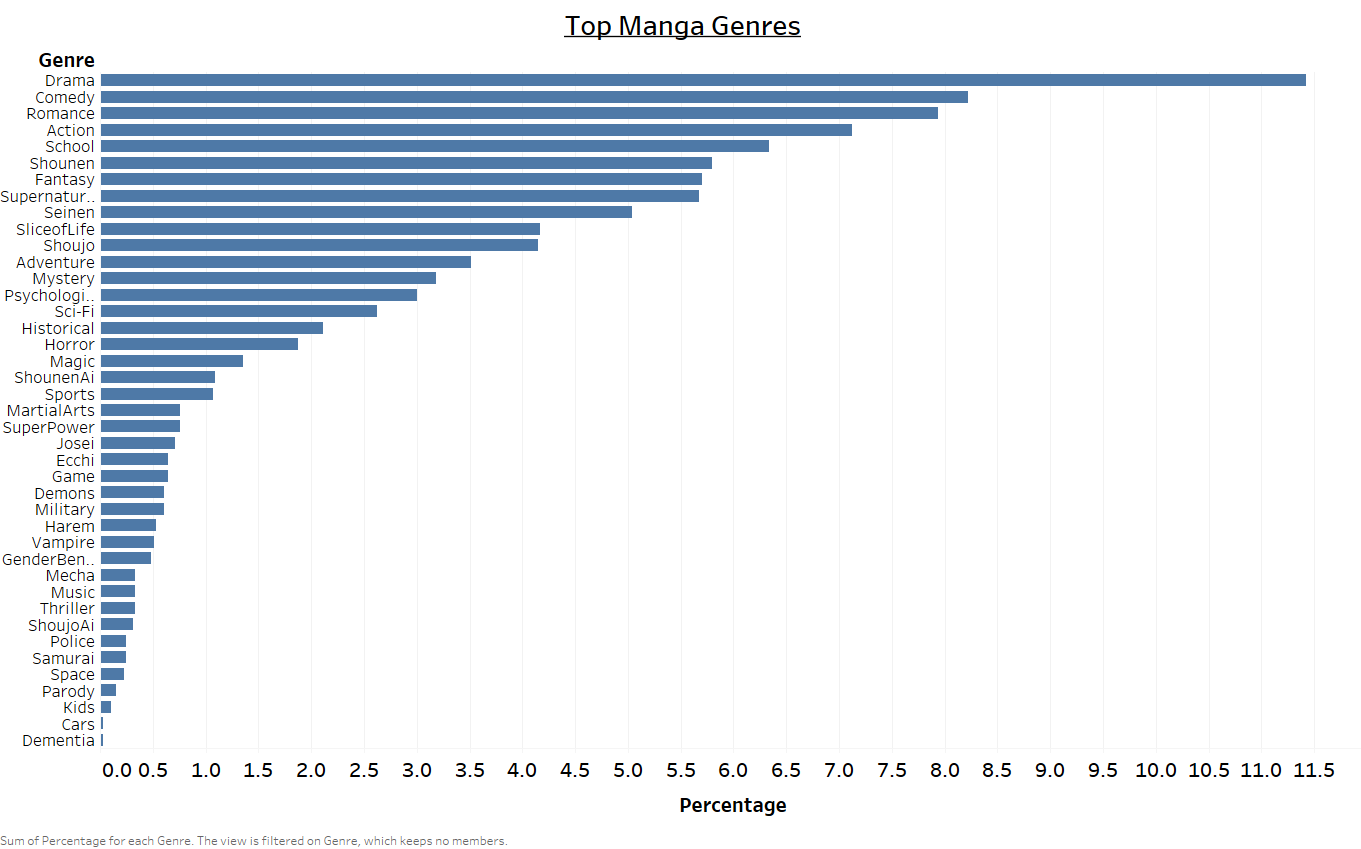 Top Manga Genres
Genre
Drama
Comedy
Romance
Action
School
Shounen
Fantasy
Supernatur..
Seinen
SliceofLife
Shoujo
Adventure
Mystery
Psychologi..
Sci-Fi
Historical
Horror
Magic
ShounenAi
Sports
MartialArts
SuperPower
Josei
Ecchi
Game
Demons
Military
Harem
Vampire
GenderBen..
Mecha
Music
Thriller
ShoujoAi
Police
Samurai
Space
Parody
Kids
Cars
Dementia
0.0 0.5 1.0 1.5 2.0 2.5 3.0 3.5 4.0 4.5 5.0 5.5 6.0 6.5 7.0 7.5 8.0 8.5 9.0 9.5 10.0 10.5 11.0 11.5
Percentage
Sum of Percentage for each Genre. The view is filtered on Genre, which keeps no members.